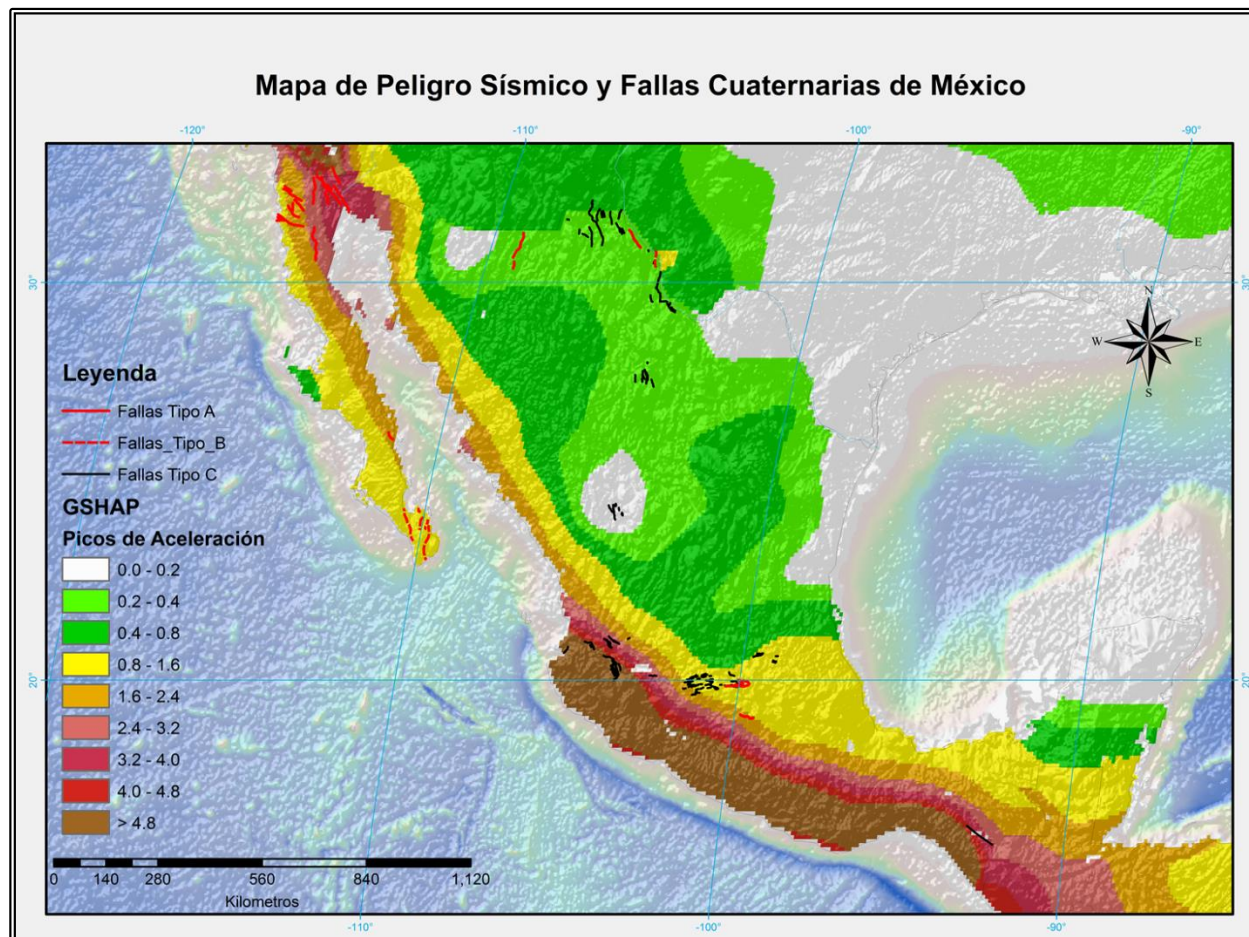 Mapa de Peligro Sísmico y Fallas Cuaternarias de México
-120° -110° -100° -90°
30° 30°
N
W E
S
Leyenda
Fallas Tipo A
Fallas_Tipo_B
Fallas Tipo C
GSHAP
Picos de Aceleración
0.0 - 0.2
0.2 - 0.4
0.4 - 0.8
0.8 - 1.6
1.6 - 2.4
2.4 - 3.2
3.2 - 4.0
4.0 - 4.8
> 4.8
20° 20°
0 140 280 560 840 1,120
Kilometros
-110° -100° -90°